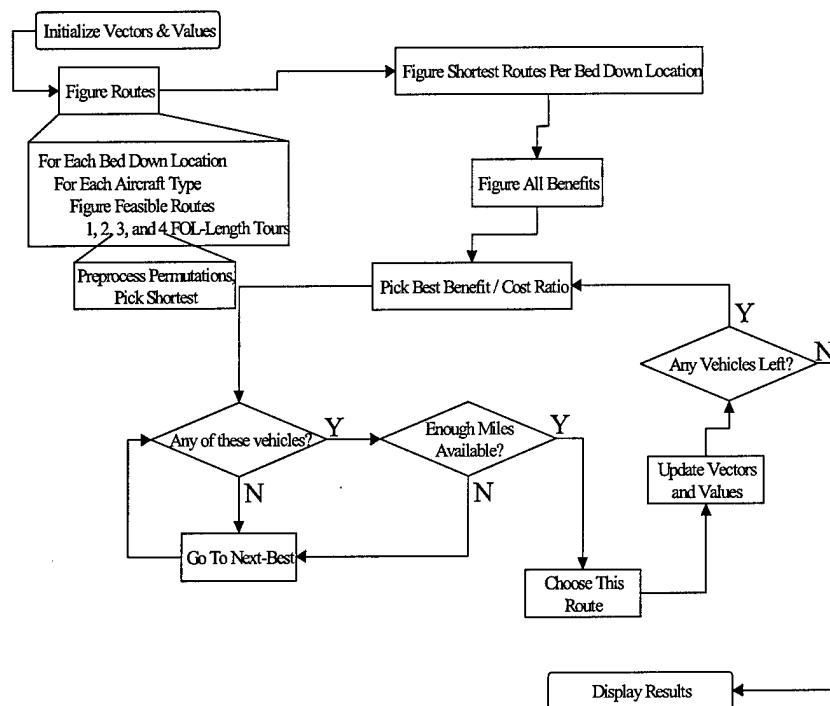 Initialize Vectors & Values
Figure Routes
Figure Shortest Routes Per Bed Down Location
For Each Bed Down Location
For Each Aircraft Type
Figure Feasible Routes
1, 2, 3, and 4 FOL-Length Tours
Preprocess Permutations,
Pick Shortest
Figure All Benefits
Pick Best Benefit / Cost Ratio
Y
Any Vehicles Left?
N
Any of these vehicles?
Y
N
Enough Miles
Available?
Y
N
Update Vectors
and Values
Go To Next-Best
Choose This
Route
Display Results